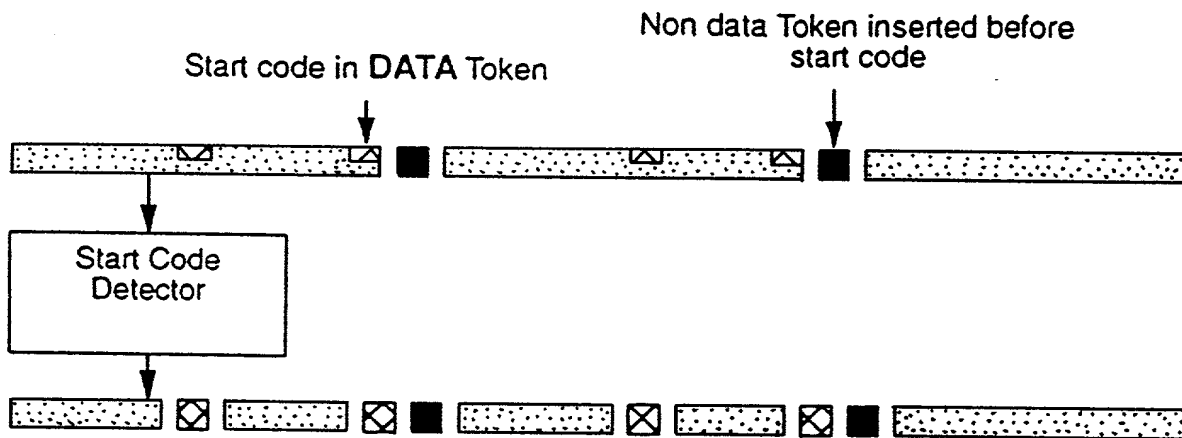 Non data Token inserted before
start code
Start code in DATA Token
Start Code
Detector